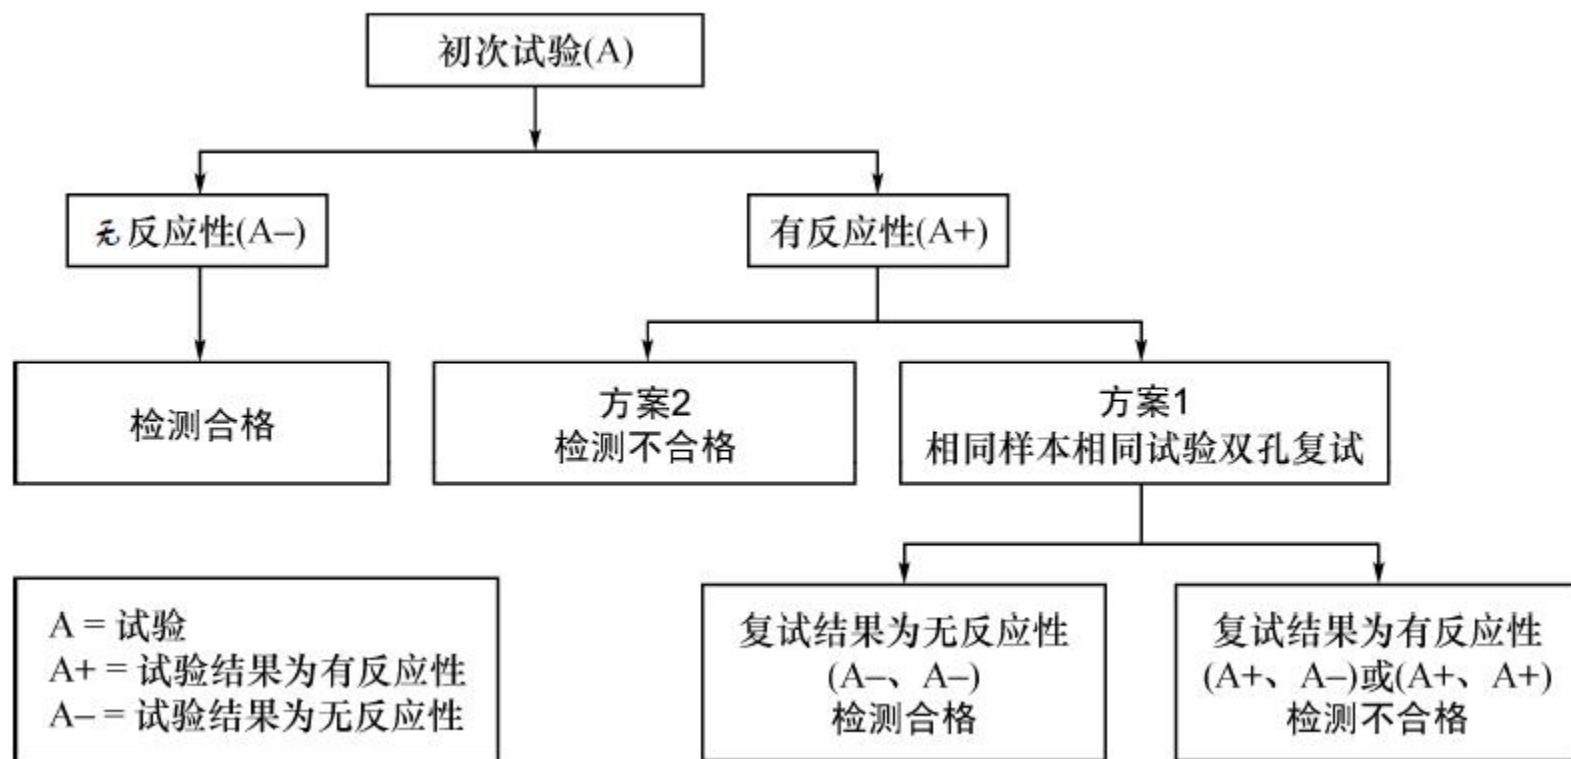 初次试验(A)
无反应性(A–)
有反应性(A+)
检测合格
方案2
检测不合格
方案1
相同样本相同试验双孔复试
A = 试验
A+ = 试验结果为有反应性
A– = 试验结果为无反应性
复试结果为无反应性
(A–、A–)
检测合格
复试结果为有反应性
(A+、A–)或(A+、A+)
检测不合格